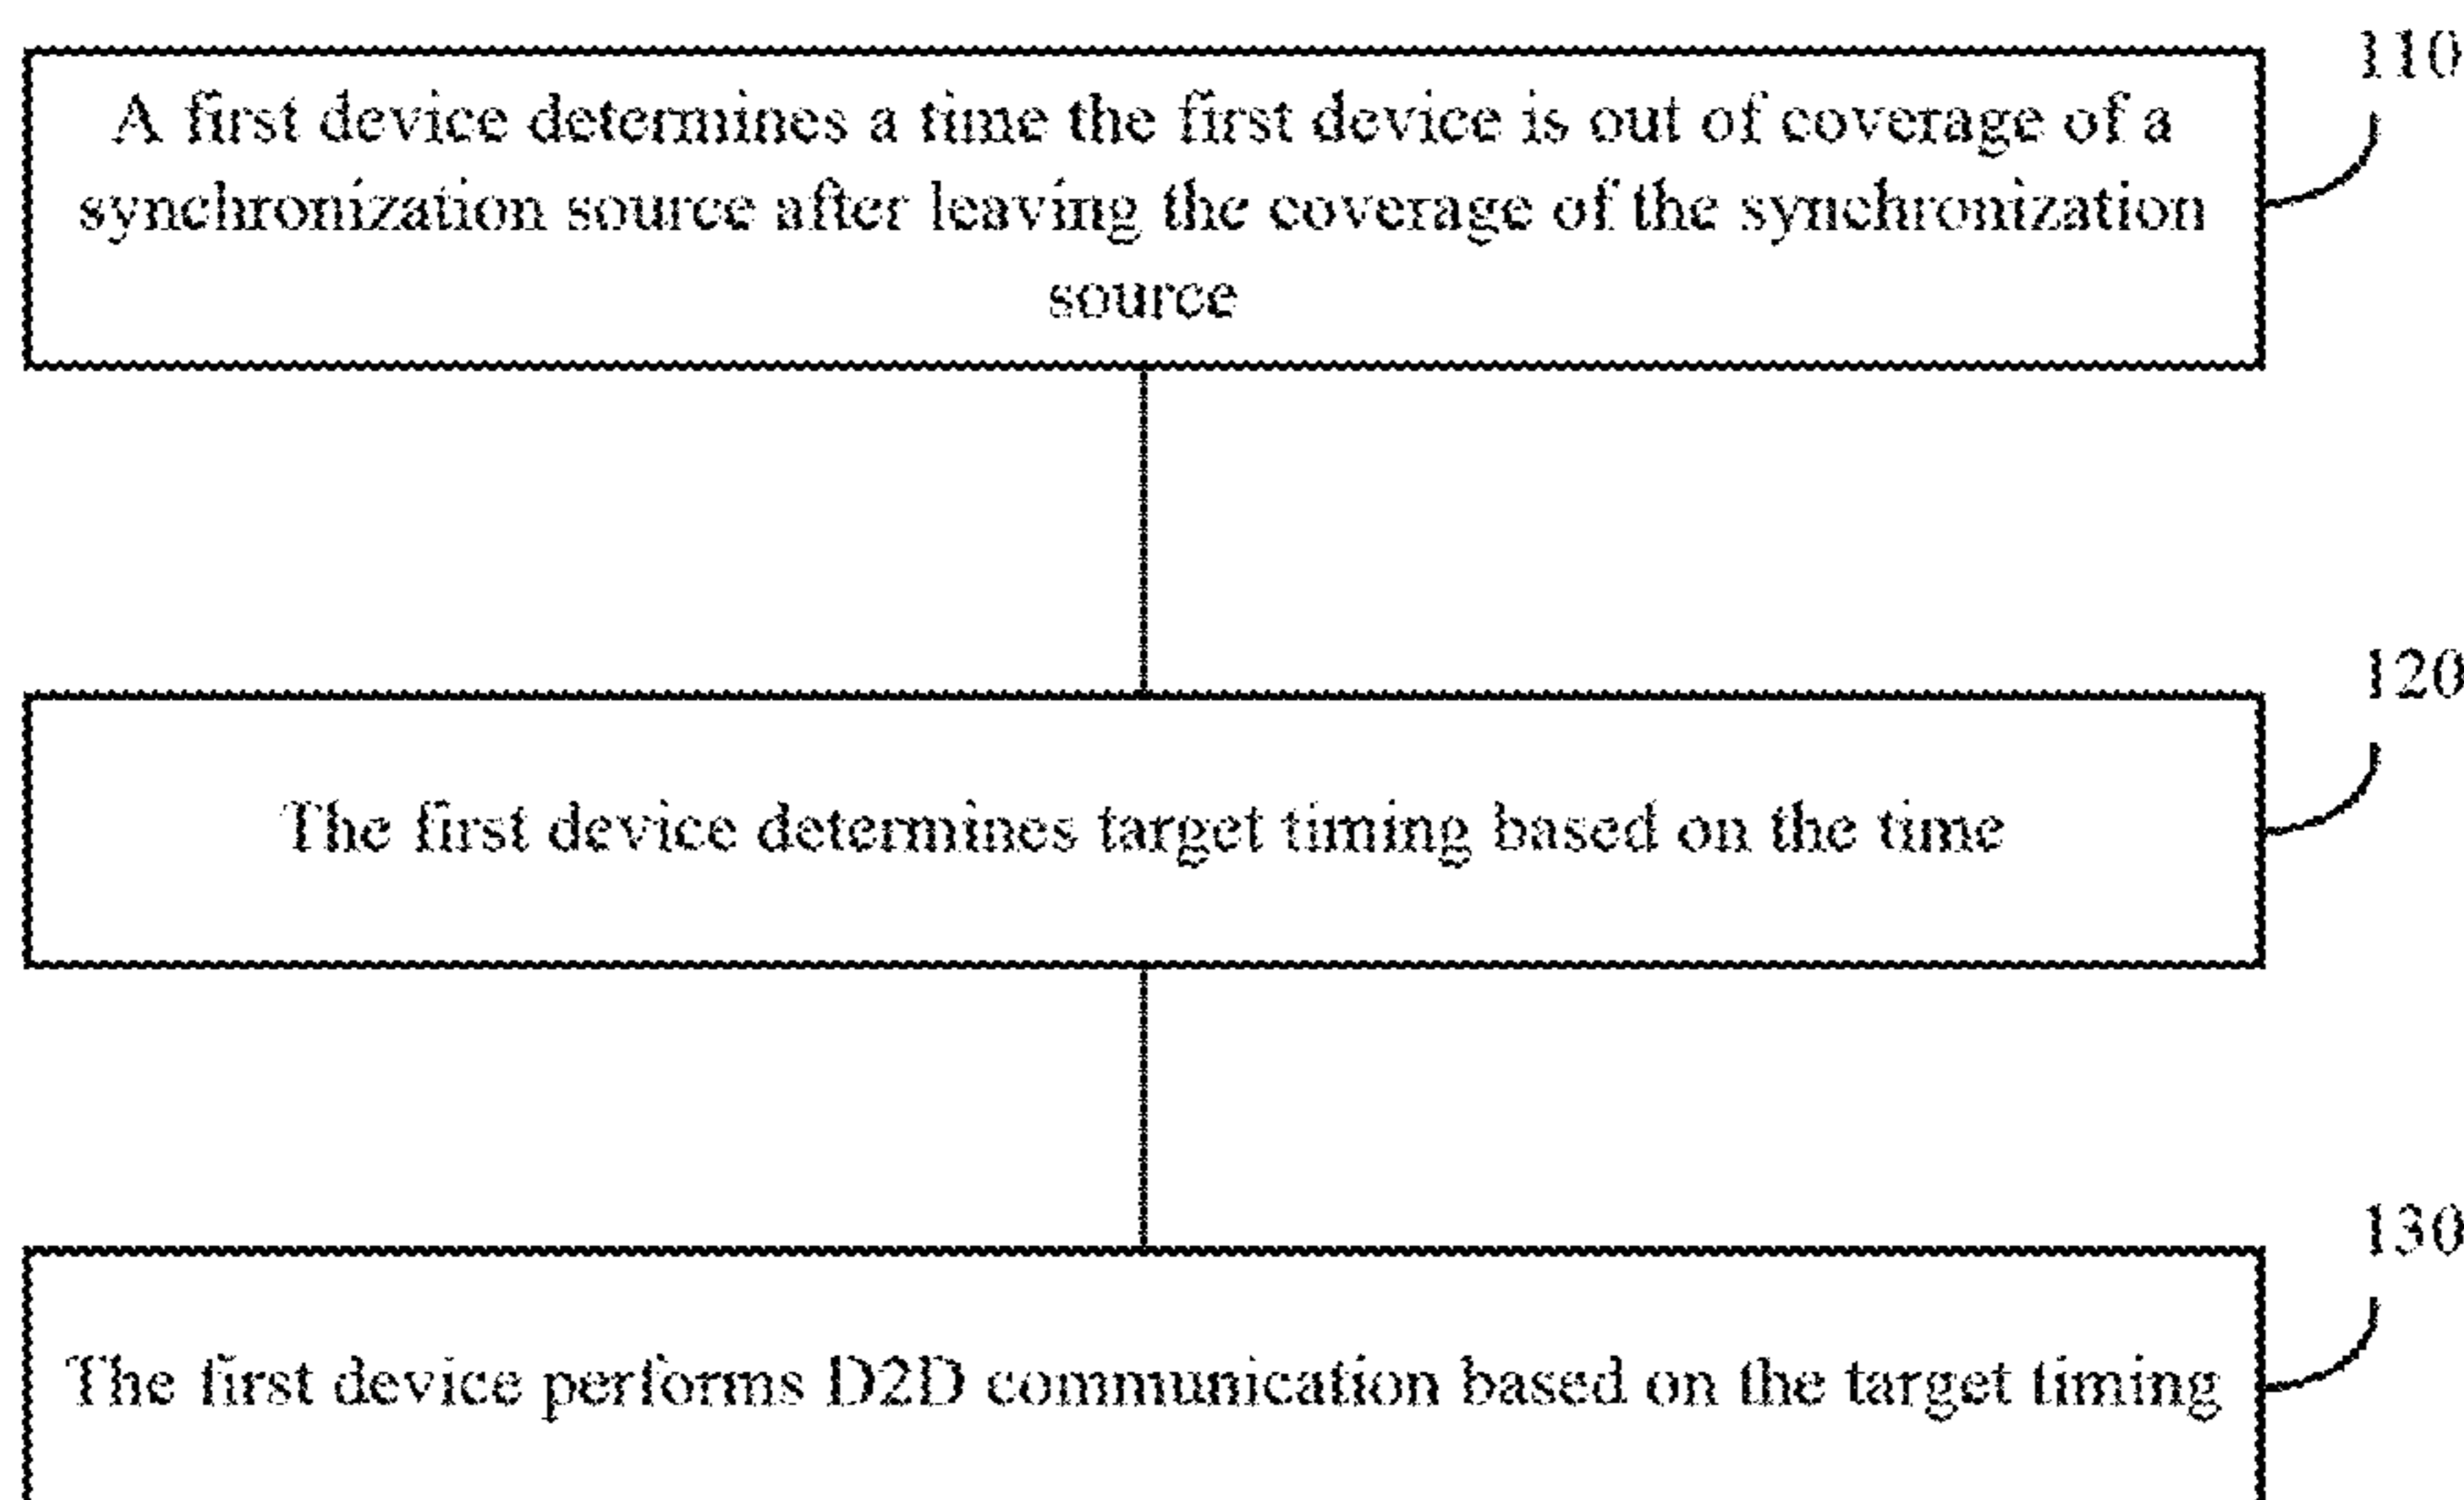 110
A first device determines a time the first device is out of coverage of a
synchronization source after leaving the coverage of the synchronization
source
120
The first device determines target timing based on the time
130
The first device performs D2D communication based on the target timing